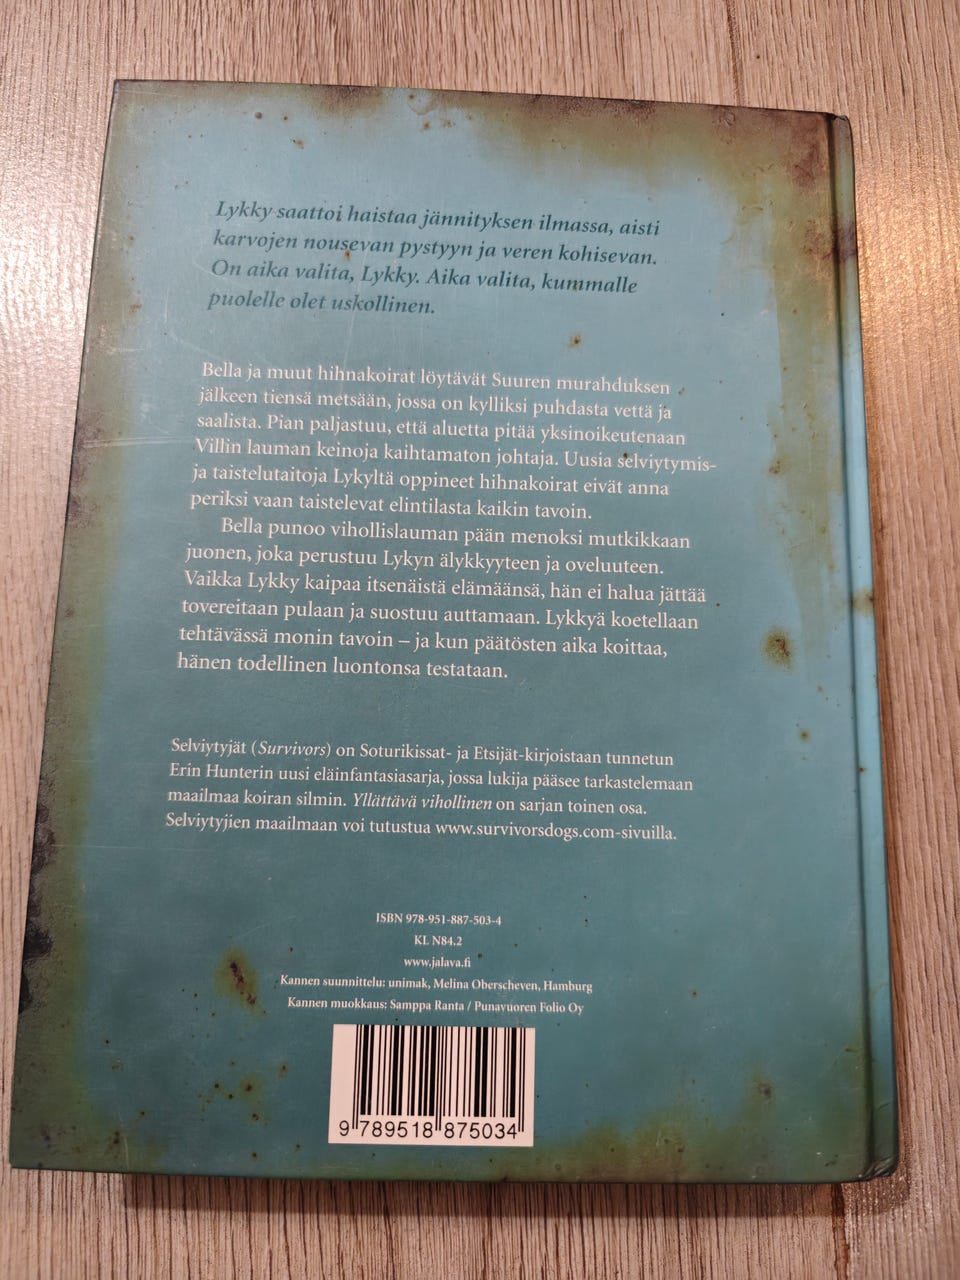 Lykky saattoi haistaa jännityksen ilmassa, aisti
karvojen nousevan pystyyn ja veren kohisevan.
On aika valita, Lykky. Aika valita, kummalle
puolelle olet uskollinen.
Bella ja muut hihnakoirat löytävät Suuren murahduksen
jälkeen tiensä metsään, jossa on kylliksi puhdasta vettä ja
saalista. Pian paljastuu, että aluetta pitää yksinoikeutenaan
Villin lauman keinoja kaihtamaton johtaja. Uusia selviytymis-
ja taistelutaitoja Lykyltä oppineet hihnakoirat eivät anna
periksi vaan taistelevat elintilasta kaikin tavoin.
Bella punoo vihollislauman pään menoksi mutkikkaan
juonen, joka perustuu Lykyn älykkyyteen ja oveluuteen.
Vaikka Lykky kaipaa itsenäistä elämäänsä, hän ei halua jättää
tovereitaan pulaan ja suostuu auttamaan. Lykkyä koetellaan
tehtävässä monin tavoin – ja kun päätösten aika koittaa,
hänen todellinen luontonsa testataan.
Selviytyjät (Survivors) on Soturikissat- ja Etsijät-kirjoistaan tunnetun
Erin Hunterin uusi eläinfantasiasarja, jossa lukija pääsee tarkastelemaan
maailmaa koiran silmin. Yllättävä vihollinen on sarjan toinen osa.
Selviytyjien maailmaan voi tutustua www.survivorsdogs.com-sivuilla.
ISBN 978-951-887-503-4
KL N84.2
www.jalava.fi
Kannen suunnittelu: unimak, Melina Oberscheven, Hamburg
Kannen muokkaus: Samppa Ranta / Punavuoren Folio Oy
9 789518 875034